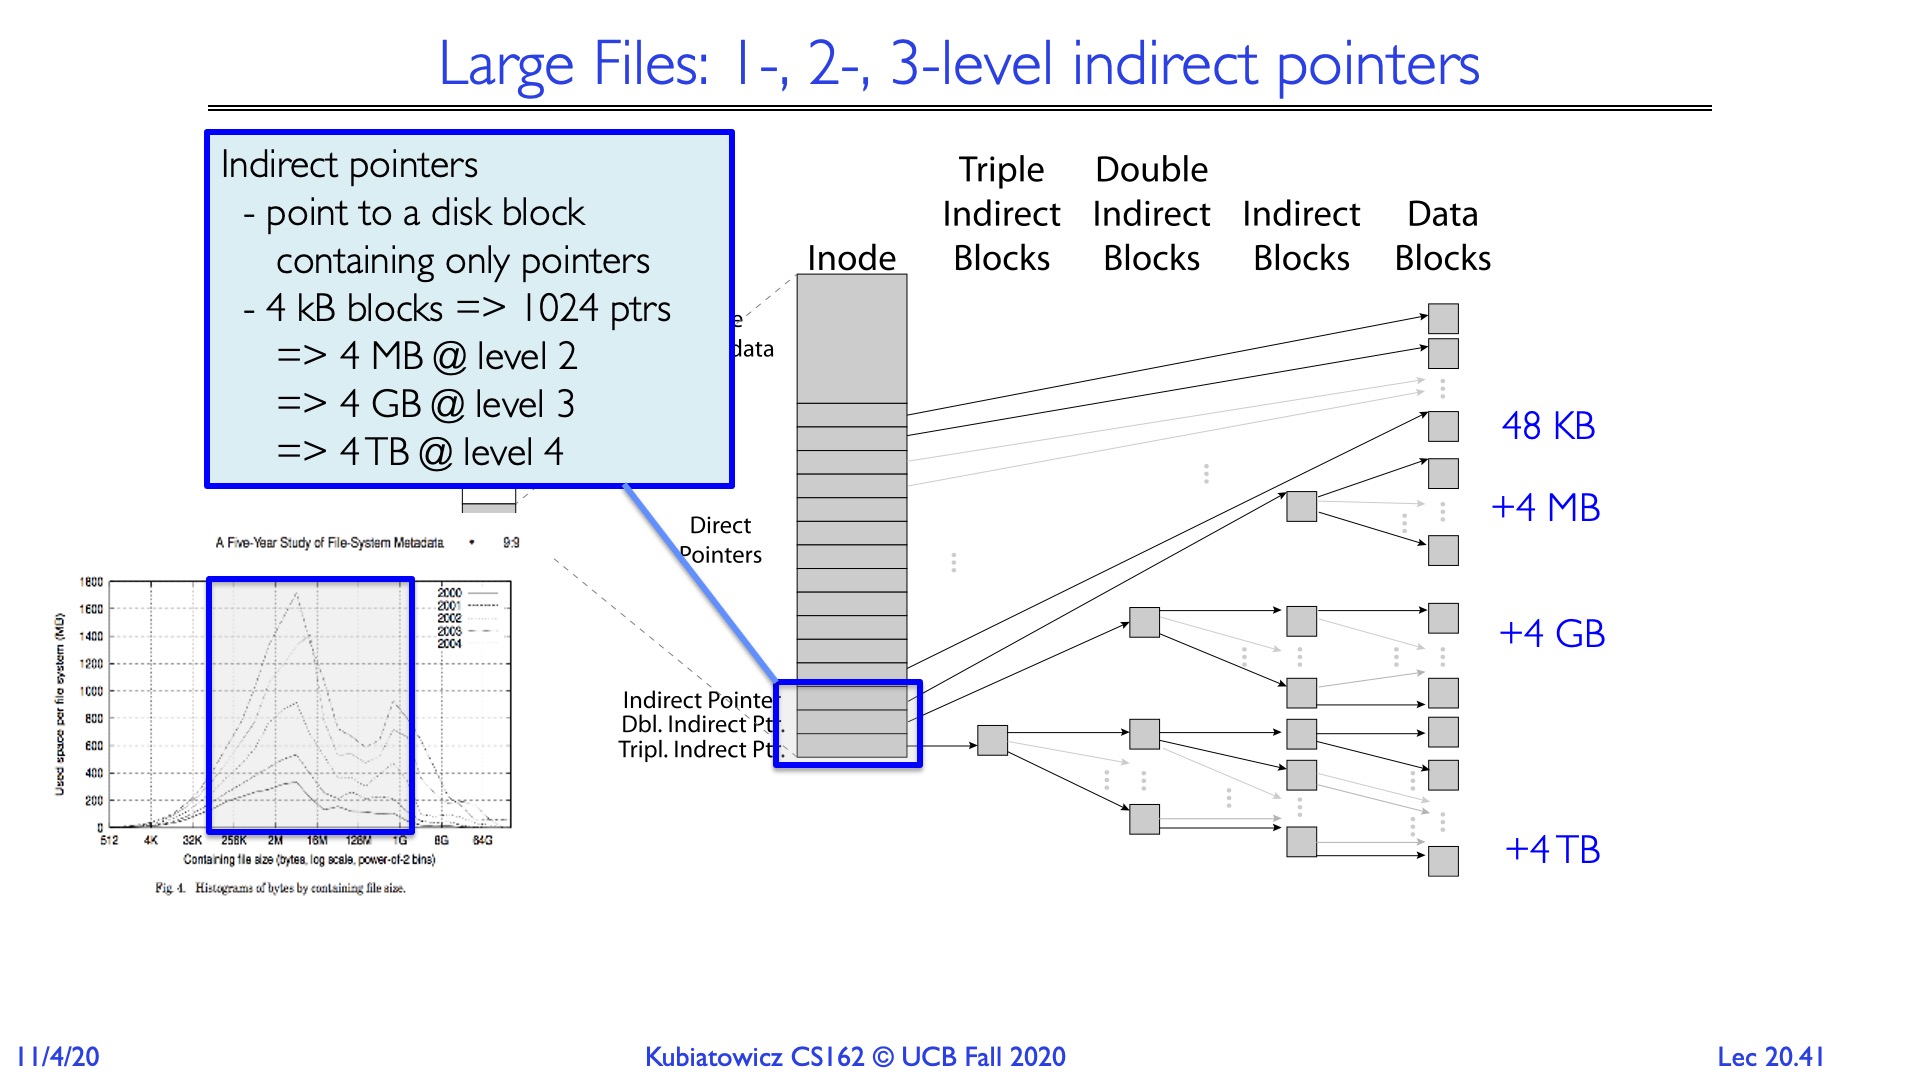 Large Files: 1-, 2-, 3-level indirect pointers
Indirect pointers
- point to a disk block
containing only pointers
- 4 kB blocks => 1024 ptrs
=> 4 MB @ level 2
=> 4 GB @ level 3
=> 4 TB @ level 4
Triple
Indirect
Blocks
Double
Indirect
Blocks
Indirect
Blocks
Data
Blocks
Inode
data
Direct
Pointers
Indirect Pointer
Dbl. Indirect Ptr.
Tripl. Indirect Ptr.
48 KB
+4 MB
+4 GB
+4 TB
A Five-Year Study of File-System Metadata • 9:9
Used space per file system (MB)
1800
1600
1400
1200
1000
800
600
400
200
0
2000
2001
2002
2003
2004
512 4K 32K 256K 2M 16M 128M 1G 8G 64G
Containing file size (bytes, log scale, power-of-2 bins)
Fig. 4. Histograms of bytes by containing file size.
11/4/20
Kubiatowicz CS162 © UCB Fall 2020
Lec 20.41